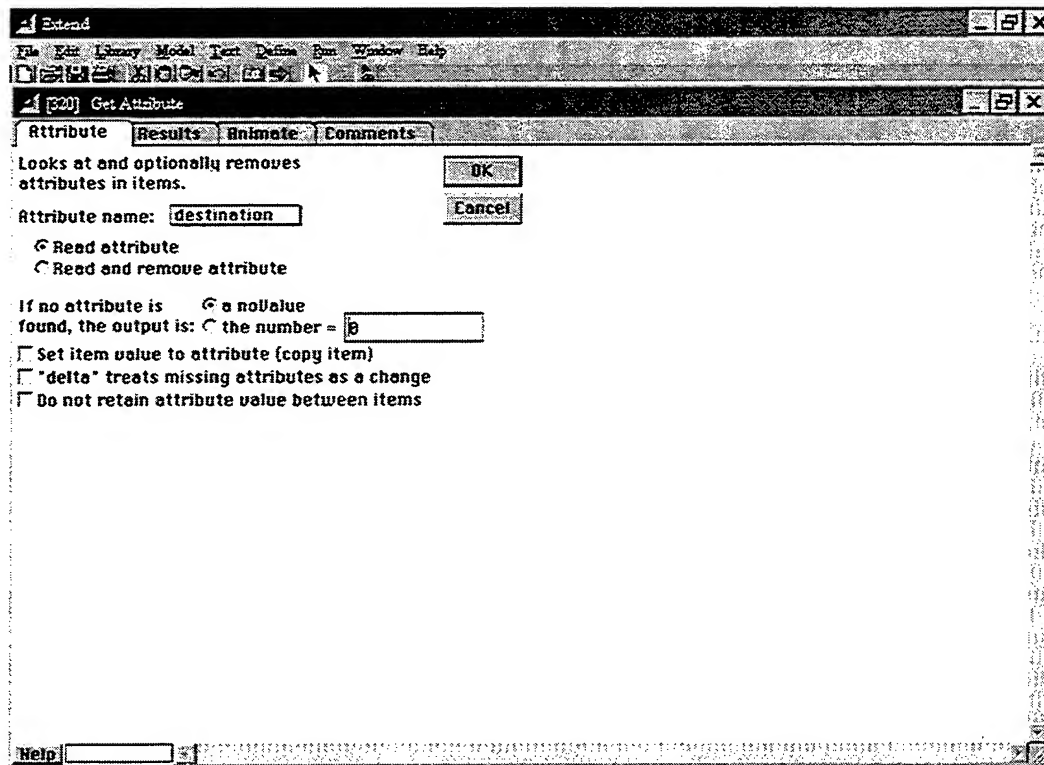 Extend
File Edit Library Model Text Define Run Window Help
[320] Get Attribute
Attribute Results Animate Comments
Looks at and optionally removes
attributes in items.
OK
Cancel
Attribute name: destination
Read attribute
Read and remove attribute
If no attribute is a noValue
found, the output is: the number = 0
Set item value to attribute (copy item)
"delta" treats missing attributes as a change
Do not retain attribute value between items
Help